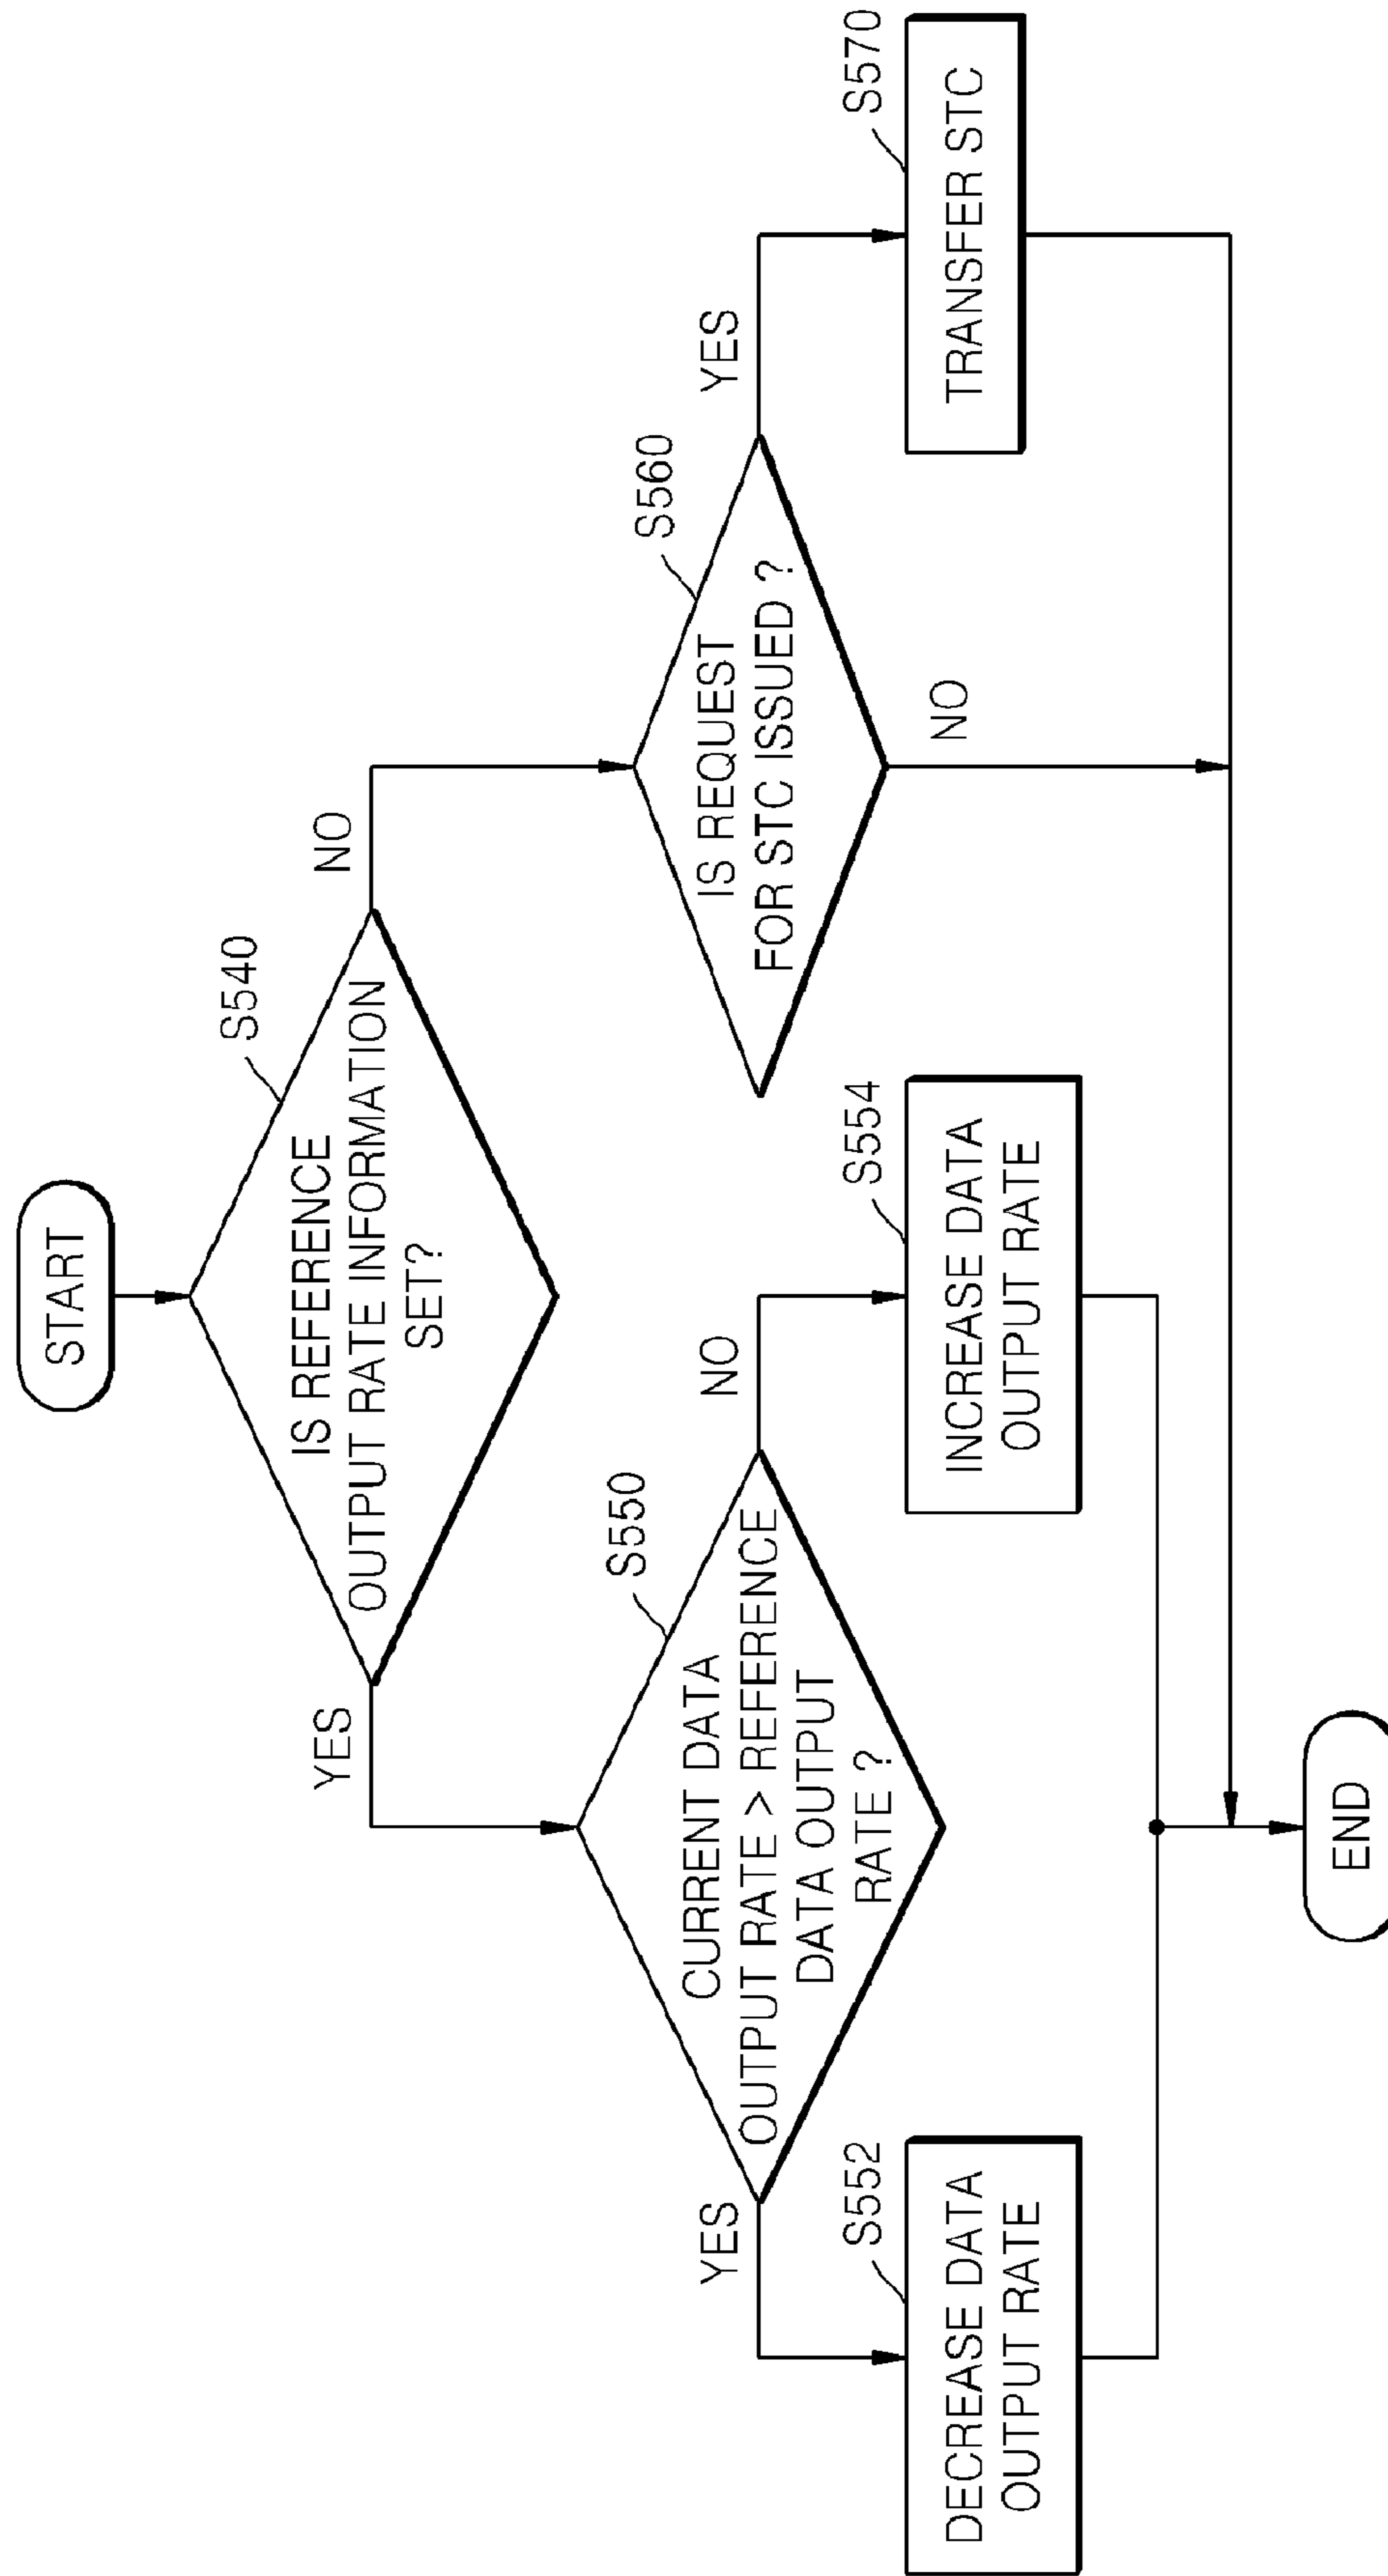 START
S540
IS REFERENCE
OUTPUT RATE INFORMATION
SET?
YES
NO
S550
CURRENT DATA
OUTPUT RATE > REFERENCE
DATA OUTPUT
RATE ?
S560
IS REQUEST
FOR STC ISSUED ?
YES
NO
YES
NO
S552
DECREASE DATA
OUTPUT RATE
S554
INCREASE DATA
OUTPUT RATE
S570
TRANSFER STC
END